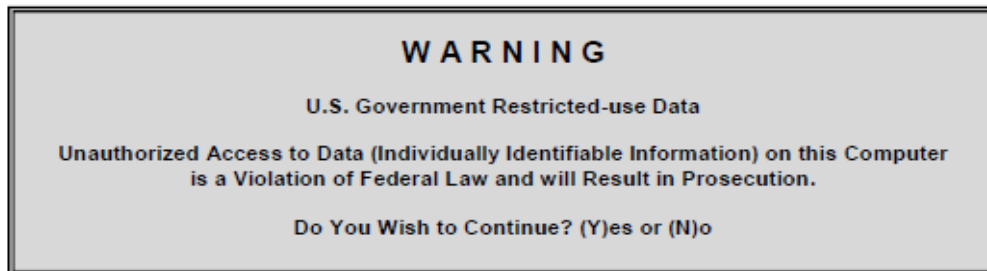 W A R N I N G
U.S. Government Restricted-use Data
Unauthorized Access to Data (Individually Identifiable Information) on this Computer
is a Violation of Federal Law and will Result in Prosecution.
Do You Wish to Continue? (Y)es or (N)o